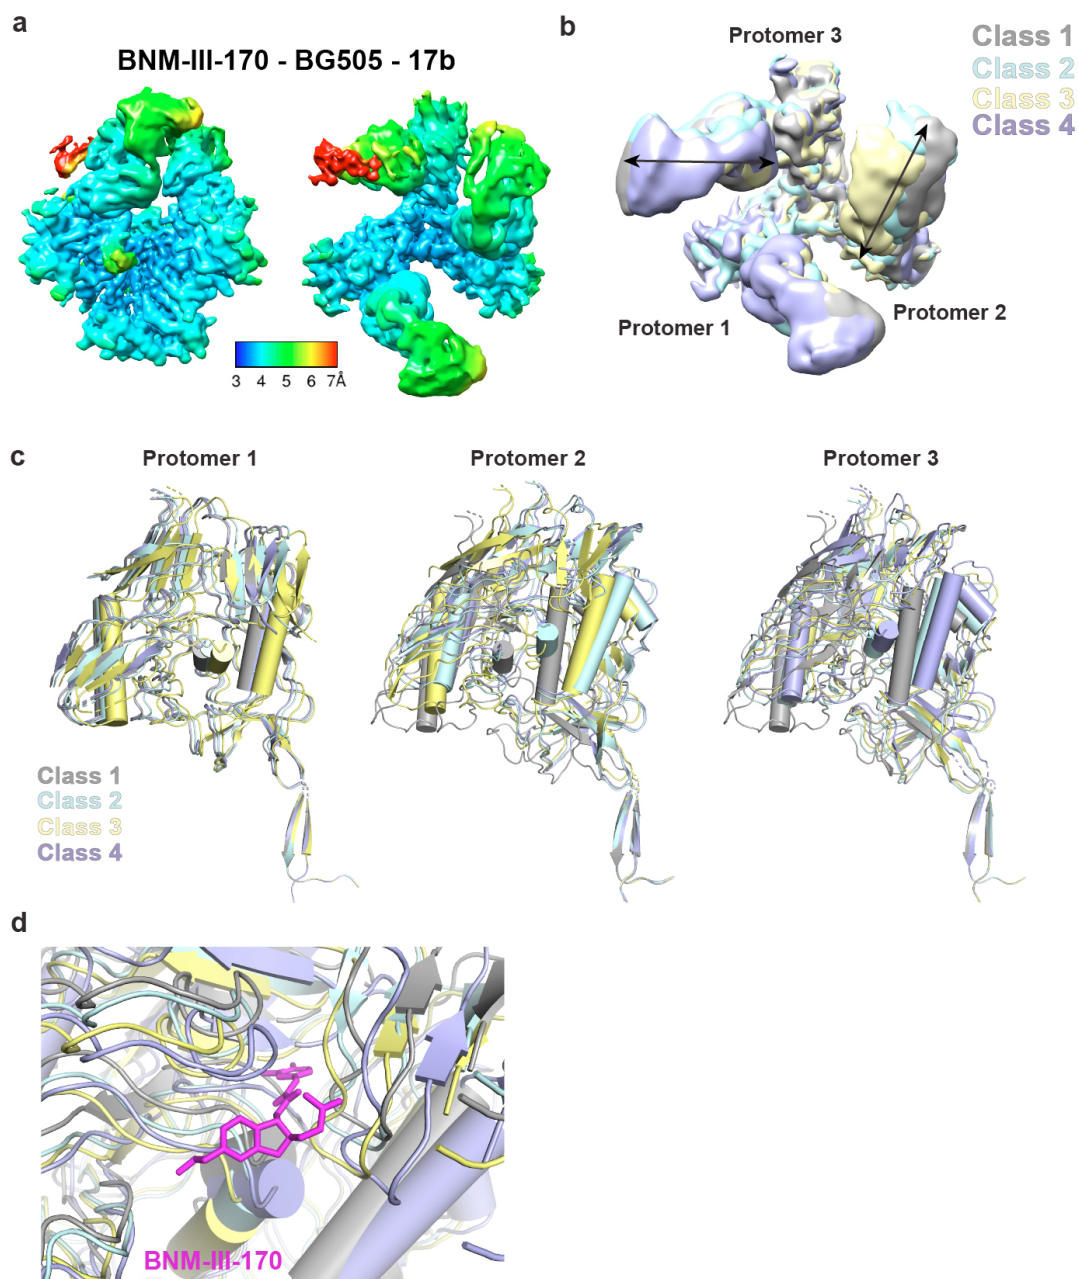 a
BNM-III-170 - BG505 - 17b
3 4 5 6 7Å
b
Protomer 3
Class 1
Class 2
Class 3
Class 4
Protomer 1
Protomer 2
c
Protomer 1
Protomer 2
Protomer 3
Class 1
Class 2
Class 3
Class 4
d
BNM-III-170